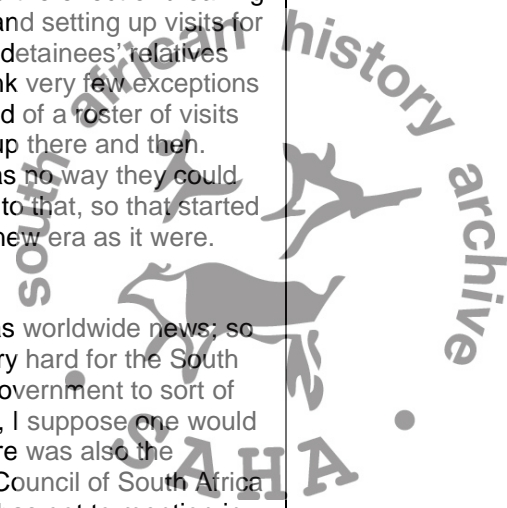 and setting up visits for
detainees' relatives
nk very few exceptions
d of a roster of visits
up there and then.
as no way they could
to that, so that started
new era as it were.
as worldwide news; so
ry hard for the South
overnment to sort of
, I suppose one would
re was also the
Council of South Africa
south african history archive
SAHA